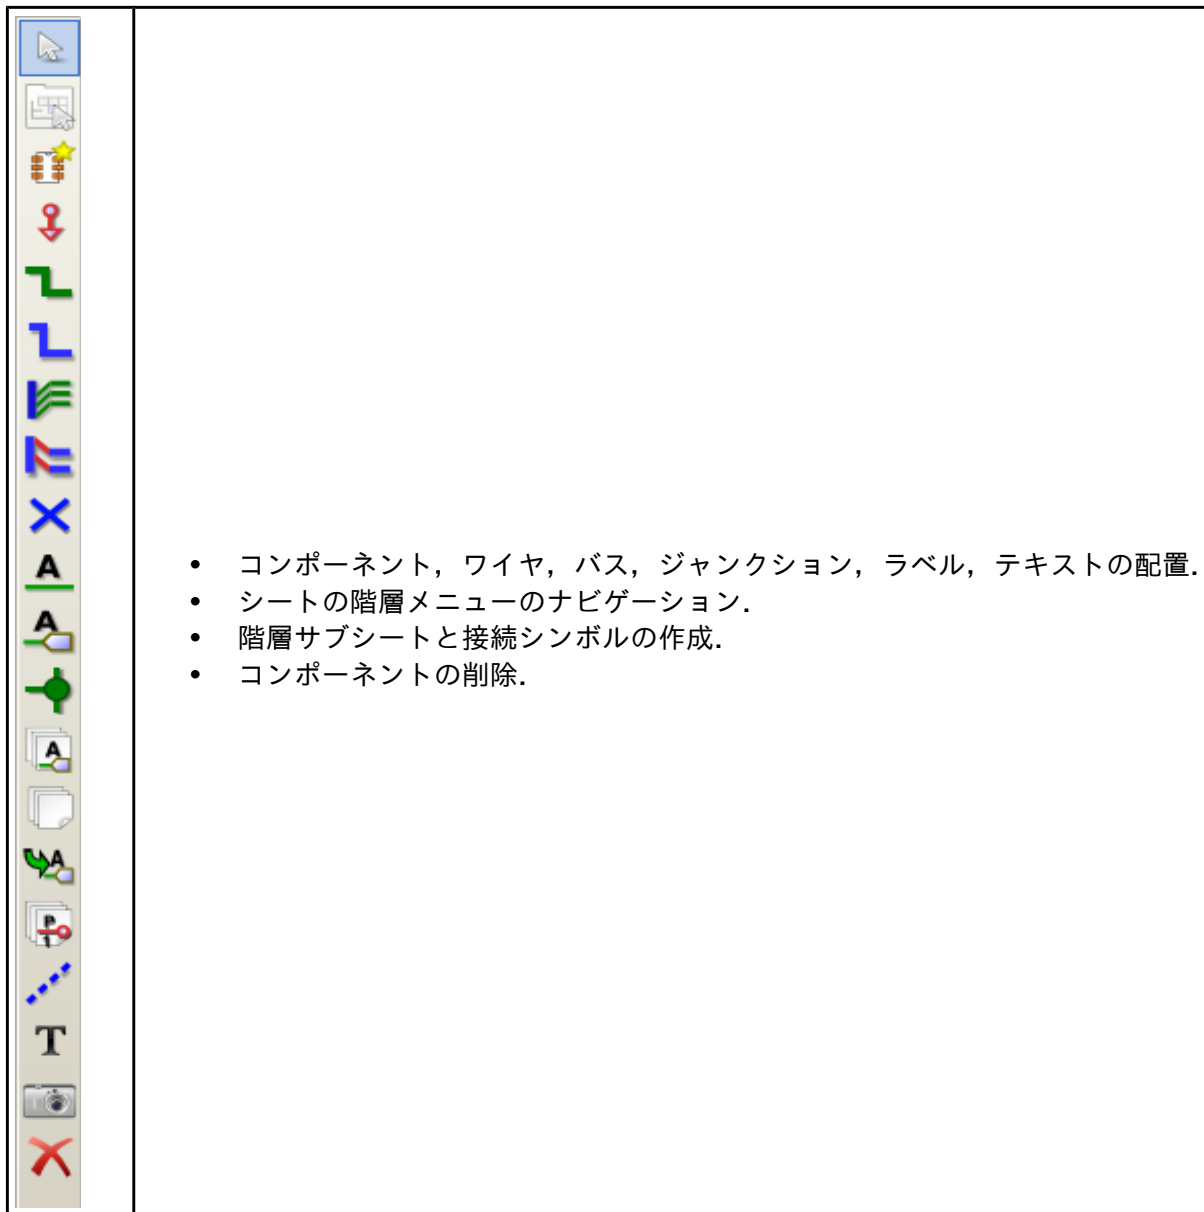 A
A
A
A
P
1
T
• コンポーネント，ワイヤ，バス，ジャンクション，ラベル，テキストの配置．
• シートの階層メニューのナビゲーション．
• 階層サブシートと接続シンボルの作成．
• コンポーネントの削除．